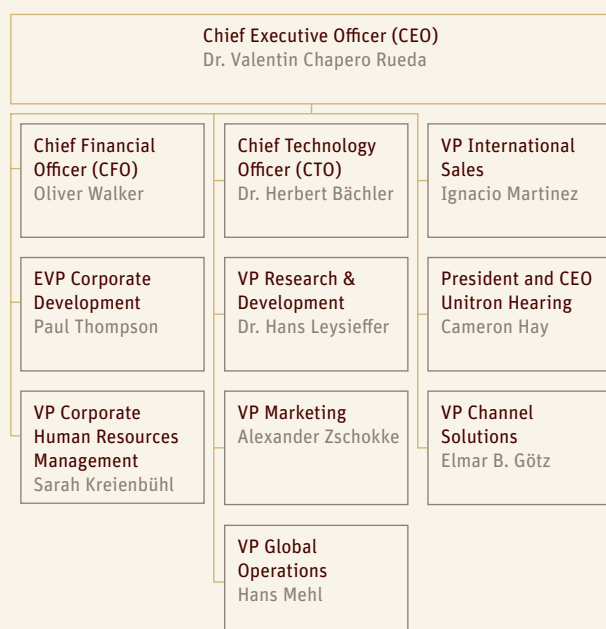 Chief Executive Officer (CEO)
Dr. Valentin Chapero Rueda
Chief Financial
Officer (CFO)
Oliver Walker
Chief Technology
Officer (CTO)
Dr. Herbert Bächler
VP International
Sales
Ignacio Martinez
EVP Corporate
Development
Paul Thompson
VP Research &
Development
Dr. Hans Leysieffer
President and CEO
Unitron Hearing
Cameron Hay
VP Corporate
Human Resources
Management
Sarah Kreienbühl
VP Marketing
Alexander Zschokke
VP Channel
Solutions
Elmar B. Götz
VP Global
Operations
Hans Mehl